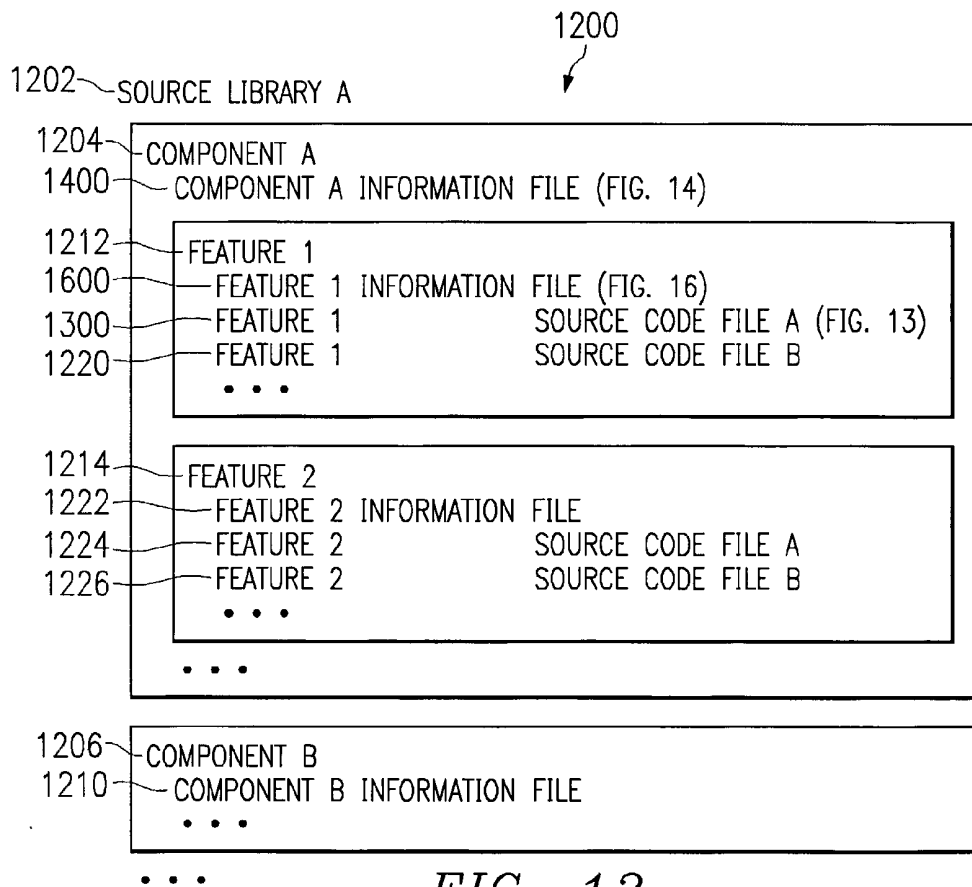 1200
1202 SOURCE LIBRARY A
1204 COMPONENT A
1400 COMPONENT A INFORMATION FILE (FIG. 14)
1212 FEATURE 1
1600 FEATURE 1 INFORMATION FILE (FIG. 16)
1300 FEATURE 1 SOURCE CODE FILE A (FIG. 13)
1220 FEATURE 1 SOURCE CODE FILE B
• • •
1214 FEATURE 2
1222 FEATURE 2 INFORMATION FILE
1224 FEATURE 2 SOURCE CODE FILE A
1226 FEATURE 2 SOURCE CODE FILE B
• • •
• • •
1206 COMPONENT B
1210 COMPONENT B INFORMATION FILE
• • •
• • • FIG. 12